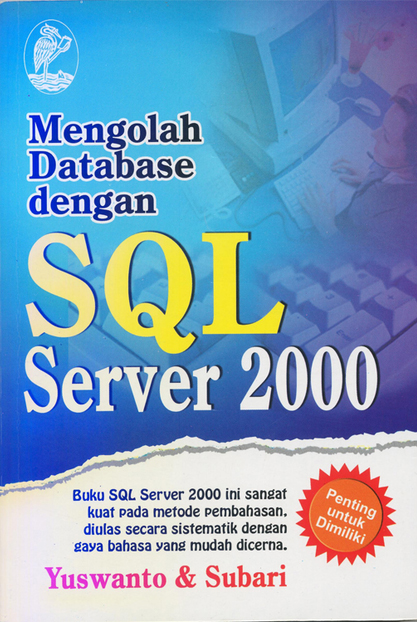 Mengolah
Database
dengan
SQL
Server 2000
Buku SQL Server 2000 ini sangat
kuat pada metode pembahasan,
diulas secara sistematik dengan
gaya bahasa yang mudah dicerna.
Penting
untuk
Dimiliki
Yuswanto & Subari